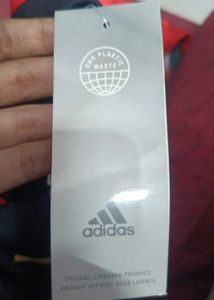 END PLASTIC
WASTE
adidas
OFFICIAL LICENSED PRODUCT
PRODUIT OFFICIEL SOUS LICENCE